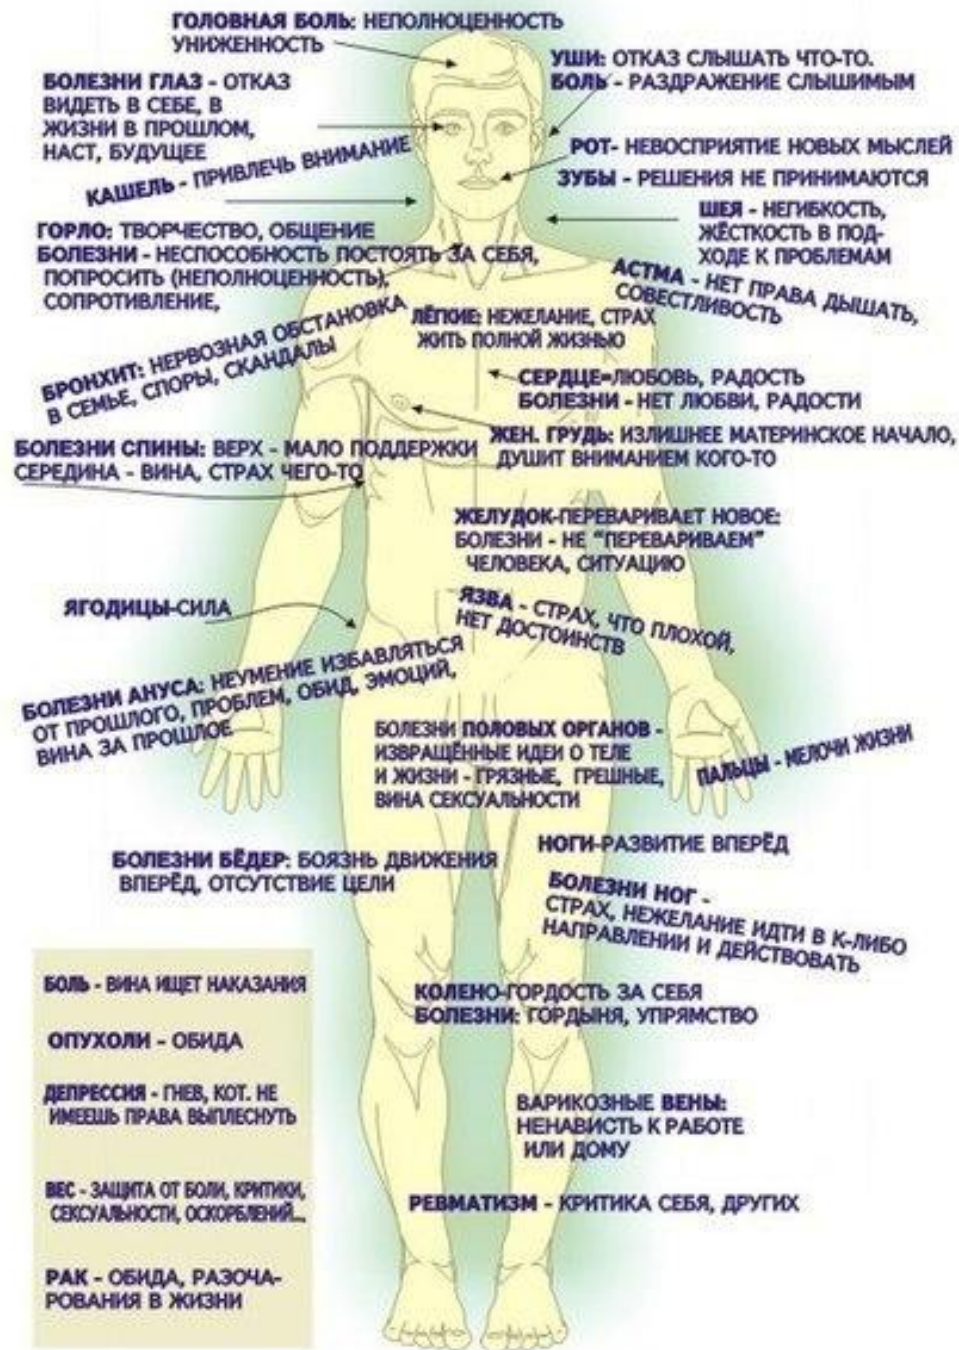 ГОЛОВНАЯ БОЛЬ: НЕПОЛНОЦЕННОСТЬ
УНИЖЕННОСТЬ
УШИ: ОТКАЗ СЛЫШАТЬ ЧТО-ТО.
БОЛЬ - РАЗДРАЖЕНИЕ СЛЫШИМЫМ
БОЛЕЗНИ ГЛАЗ - ОТКАЗ
ВИДЕТЬ В СЕБЕ, В
ЖИЗНИ В ПРОШЛОМ,
НАСТ, БУДУЩЕЕ
РОТ- НЕВОСПРИЯТИЕ НОВЫХ МЫСЛЕЙ
ЗУБЫ - РЕШЕНИЯ НЕ ПРИНИМАЮТСЯ
КАШЕЛЬ - ПРИВЛЕЧЬ ВНИМАНИЕ
ШЕЯ - НЕГИБКОСТЬ,
ЖЁСТКОСТЬ В ПОД-
ХОДЕ К ПРОБЛЕМАМ
ГОРЛО: ТВОРЧЕСТВО, ОБЩЕНИЕ
БОЛЕЗНИ - НЕСПОСОБНОСТЬ ПОСТОЯТЬ ЗА СЕБЯ,
ПОПРОСИТЬ (НЕПОЛНОЦЕННОСТЬ),
СОПРОТИВЛЕНИЕ,
АСТМА - НЕТ ПРАВА ДЫШАТЬ,
СОВЕСТЛИВОСТЬ
ЛЁГКИЕ: НЕЖЕЛАНИЕ, СТРАХ
ЖИТЬ ПОЛНОЙ ЖИЗНЬЮ
БРОНХИТ: НЕРВОЗНАЯ ОБСТАНОВКА
В СЕМЬЕ, СПОРЫ, СКАНДАЛЫ
СЕРДЦЕ=ЛЮБОВЬ, РАДОСТЬ
БОЛЕЗНИ - НЕТ ЛЮБВИ, РАДОСТИ
ЖЕН. ГРУДЬ: ИЗЛИШНЕЕ МАТЕРИНСКОЕ НАЧАЛО,
ДУШИТ ВНИМАНИЕМ КОГО-ТО
БОЛЕЗНИ СПИНЫ: ВЕРХ - МАЛО ПОДДЕРЖКИ
СЕРЕДИНА - ВИНА, СТРАХ ЧЕГО-ТО
ЖЕЛУДОК-ПЕРЕВАРИВАЕТ НОВОЕ:
БОЛЕЗНИ - НЕ "ПЕРЕВАРИВАЕМ"
ЧЕЛОВЕКА, СИТУАЦИЮ
ЯГОДИЦЫ-СИЛА
ЯЗВА - СТРАХ, ЧТО ПЛОХОЙ,
НЕТ ДОСТОИНСТВ
БОЛЕЗНИ АНУСА: НЕУМЕНИЕ ИЗБАВЛЯТЬСЯ
ОТ ПРОШЛОГО, ПРОБЛЕМ, ОБИД, ЭМОЦИЙ,
ВИНА ЗА ПРОШЛОЕ
БОЛЕЗНИ ПОЛОВЫХ ОРГАНОВ -
ИЗВРАЩЁННЫЕ ИДЕИ О ТЕЛЕ
И ЖИЗНИ - ГРЯЗНЫЕ, ГРЕШНЫЕ,
ВИНА СЕКСУАЛЬНОСТИ
ПАЛЬЦЫ - МЕЛОЧИ ЖИЗНИ
БОЛЕЗНИ БЁДЕР: БОЯЗНЬ ДВИЖЕНИЯ
ВПЕРЁД, ОТСУТСТВИЕ ЦЕЛИ
НОГИ-РАЗВИТИЕ ВПЕРЁД
БОЛЕЗНИ НОГ -
СТРАХ, НЕЖЕЛАНИЕ ИДТИ В К-ЛИБО
НАПРАВЛЕНИИ И ДЕЙСТВОВАТЬ
КОЛЕНО-ГОРДОСТЬ ЗА СЕБЯ
БОЛЕЗНИ: ГОРДЫНЯ, УПРЯМСТВО
ВАРИКОЗНЫЕ ВЕНЫ:
НЕНАВИСТЬ К РАБОТЕ
ИЛИ ДОМУ
РЕВМАТИЗМ - КРИТИКА СЕБЯ, ДРУГИХ
БОЛЬ - ВИНА ИЩЕТ НАКАЗАНИЯ
ОПУХОЛИ - ОБИДА
ДЕПРЕССИЯ - ГНЕВ, КОТ. НЕ
ИМЕЕШЬ ПРАВА ВЫПЛЕСНУТЬ
ВЕС - ЗАЩИТА ОТ БОЛИ, КРИТИКИ,
СЕКСУАЛЬНОСТИ, ОСКОРБЛЕНИЙ...
РАК - ОБИДА, РАЗОЧА-
РОВАНИЯ В ЖИЗНИ